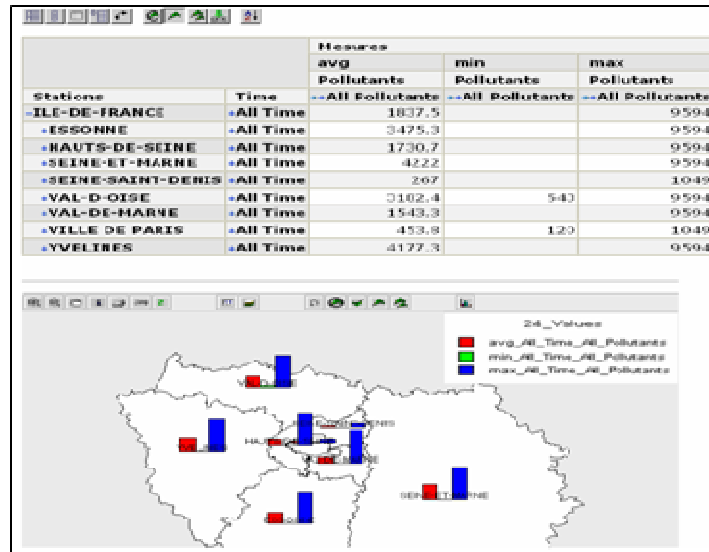 Mesures
avg min max
Pollutants Pollutants Pollutants
Stations Time All Pollutants All Pollutants All Pollutants
-ILE-DE-FRANCE +All Time 1837.5 9594
+ESSONNE +All Time 3475.3 9594
+HAUTS-DE-SEINE +All Time 1730.7 9594
+SEINE-ET-MARNE +All Time 4222 9594
+SEINE-SAINT-DENIS +All Time 267 1049
+VAL-D-OISE +All Time 3102.4 540 9594
+VAL-DE-MARNE +All Time 1543.3 9594
+VILLE DE PARIS +All Time 453.8 120 1049
+YVELINES +All Time 4177.3 9594
24_Values
avg_All_Time_All_Pollutants
min_All_Time_All_Pollutants
max_All_Time_All_Pollutants
SEINE-ET-MARNE